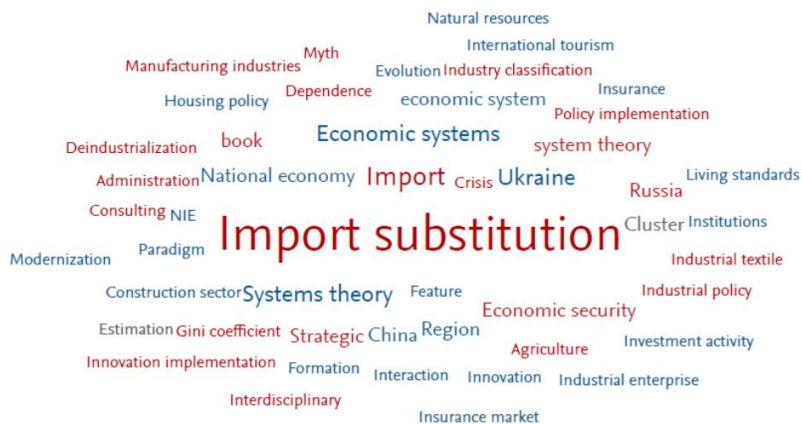 Natural resources
International tourism
Myth
Manufacturing industries
Evolution Industry classification
Dependence
Insurance
Housing policy
economic system
Policy implementation
Economic systems
book
system theory
Deindustrialization
National economy
Import
Crisis
Ukraine
Living standards
Administration
Russia
Consulting
NIE
Import substitution
Cluster
Institutions
Paradigm
Modernization
Industrial textile
Construction sector
Systems theory
Feature
Industrial policy
Economic security
Estimation
Gini coefficient
Strategic
China
Region
Investment activity
Agriculture
Innovation implementation
Formation
Interaction
Innovation
Industrial enterprise
Interdisciplinary
Insurance market